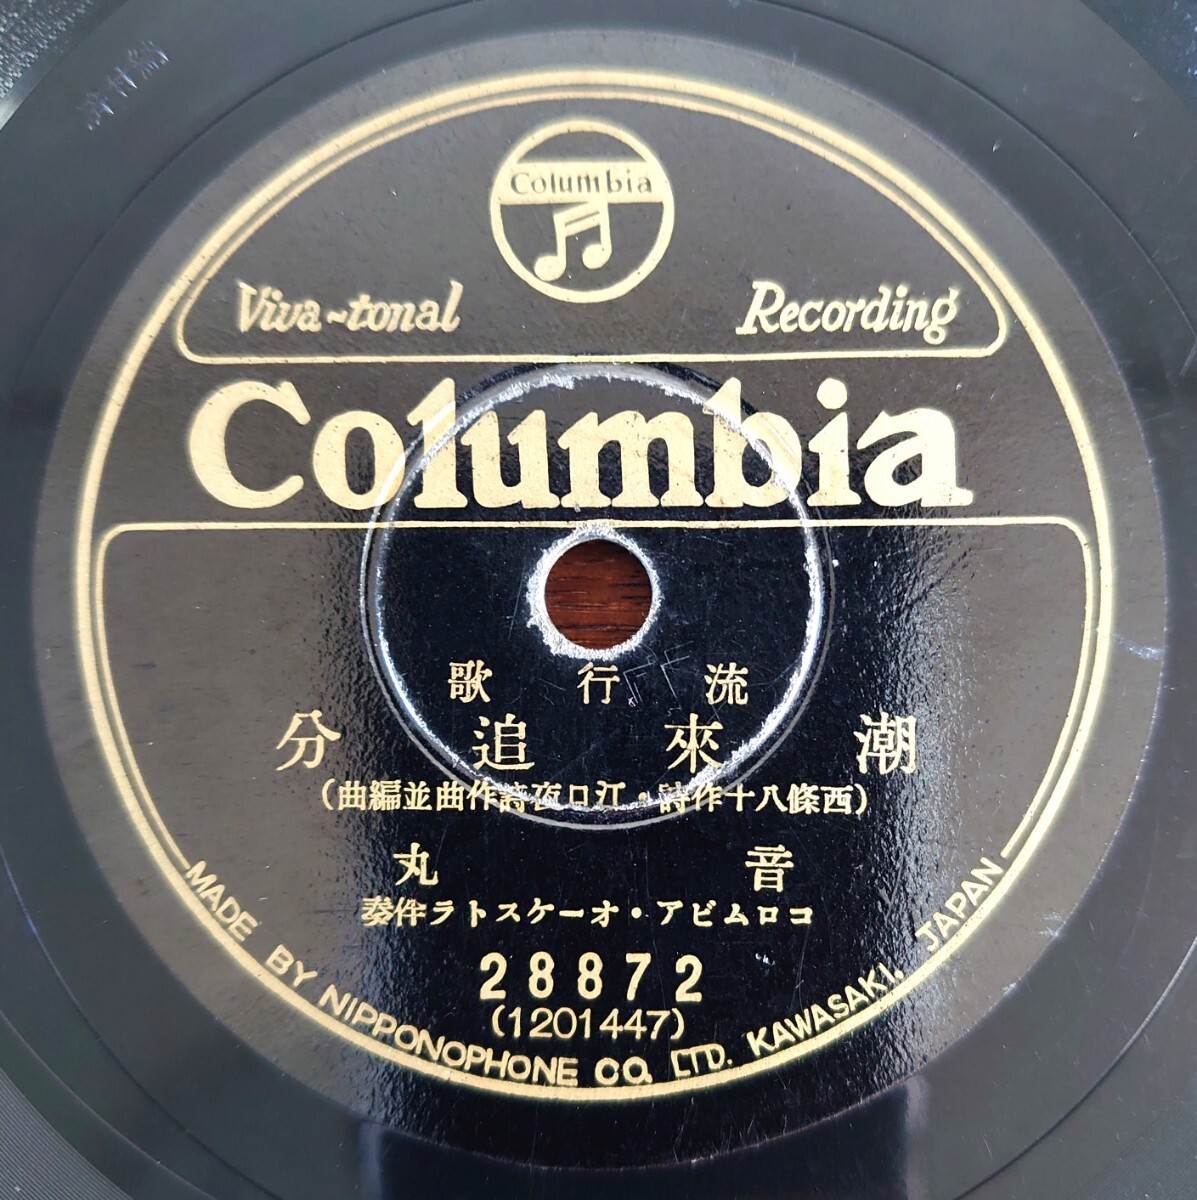 Columbia
Viva-tonal Recording
Columbia
流行歌
潮來追分
(西條八十作詩・江口夜詩作曲並編曲)
音丸
コロムビア・オーケストラ伴奏
28872
(1201447)
MADE BY NIPPONOPHONE CO. LTD. KAWASAKI. JAPAN